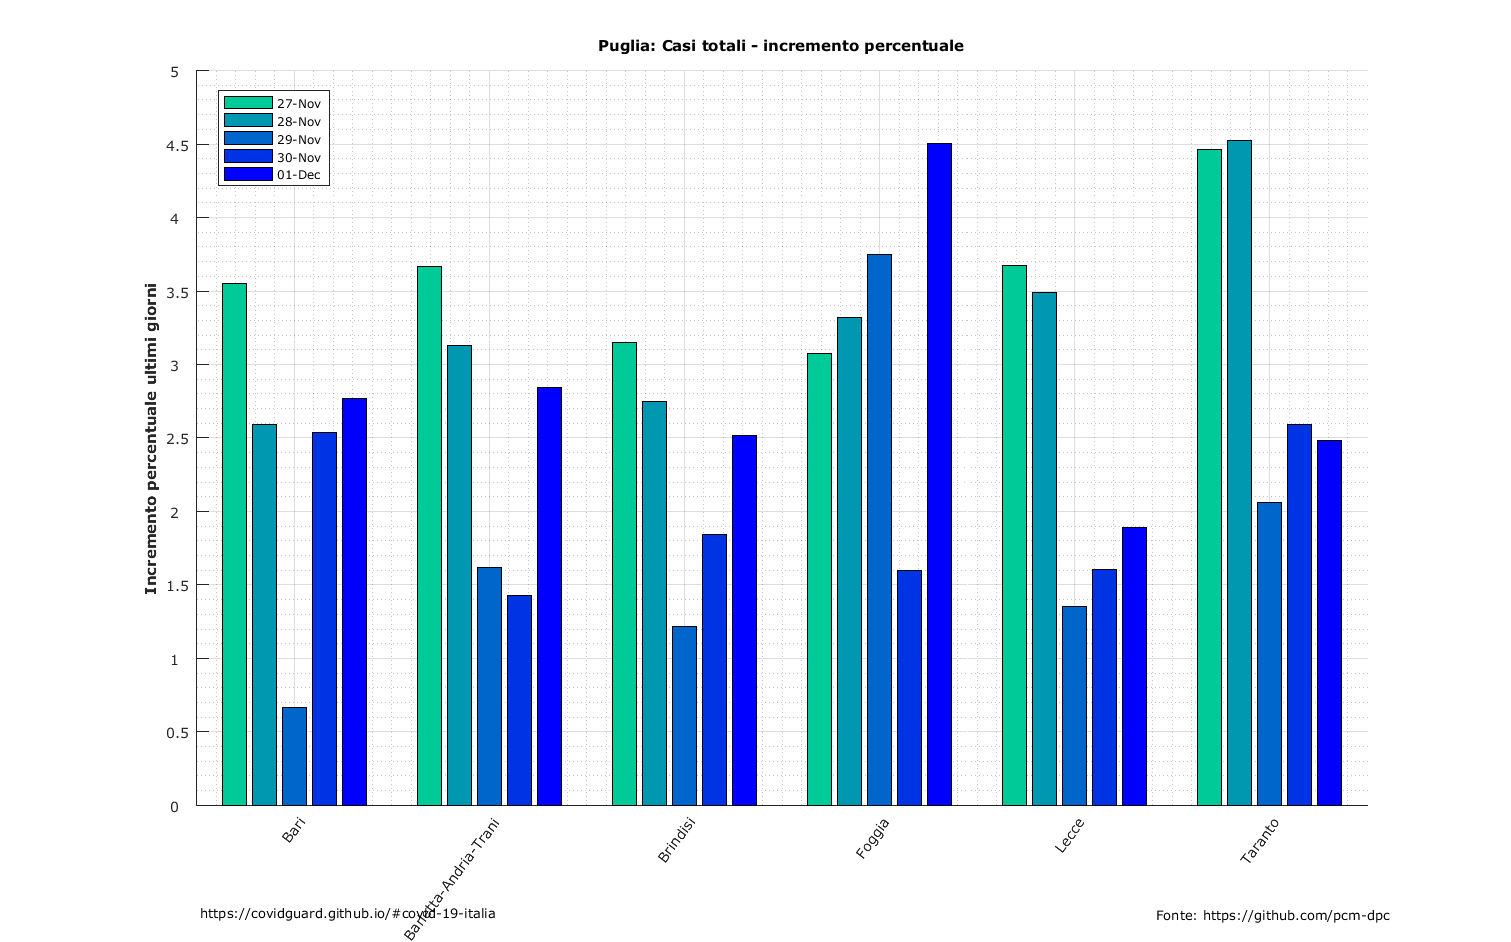 Puglia: Casi totali - incremento percentuale
27-Nov
28-Nov
29-Nov
30-Nov
01-Dec
Incremento percentuale ultimi giorni
5
4.5
4
3.5
3
2.5
2
1.5
1
0.5
0
Bari
Barletta-Andria-Trani
Brindisi
Foggia
Lecce
Taranto
https://covidguard.github.io/#covid-19-italia
Fonte: https://github.com/pcm-dpc